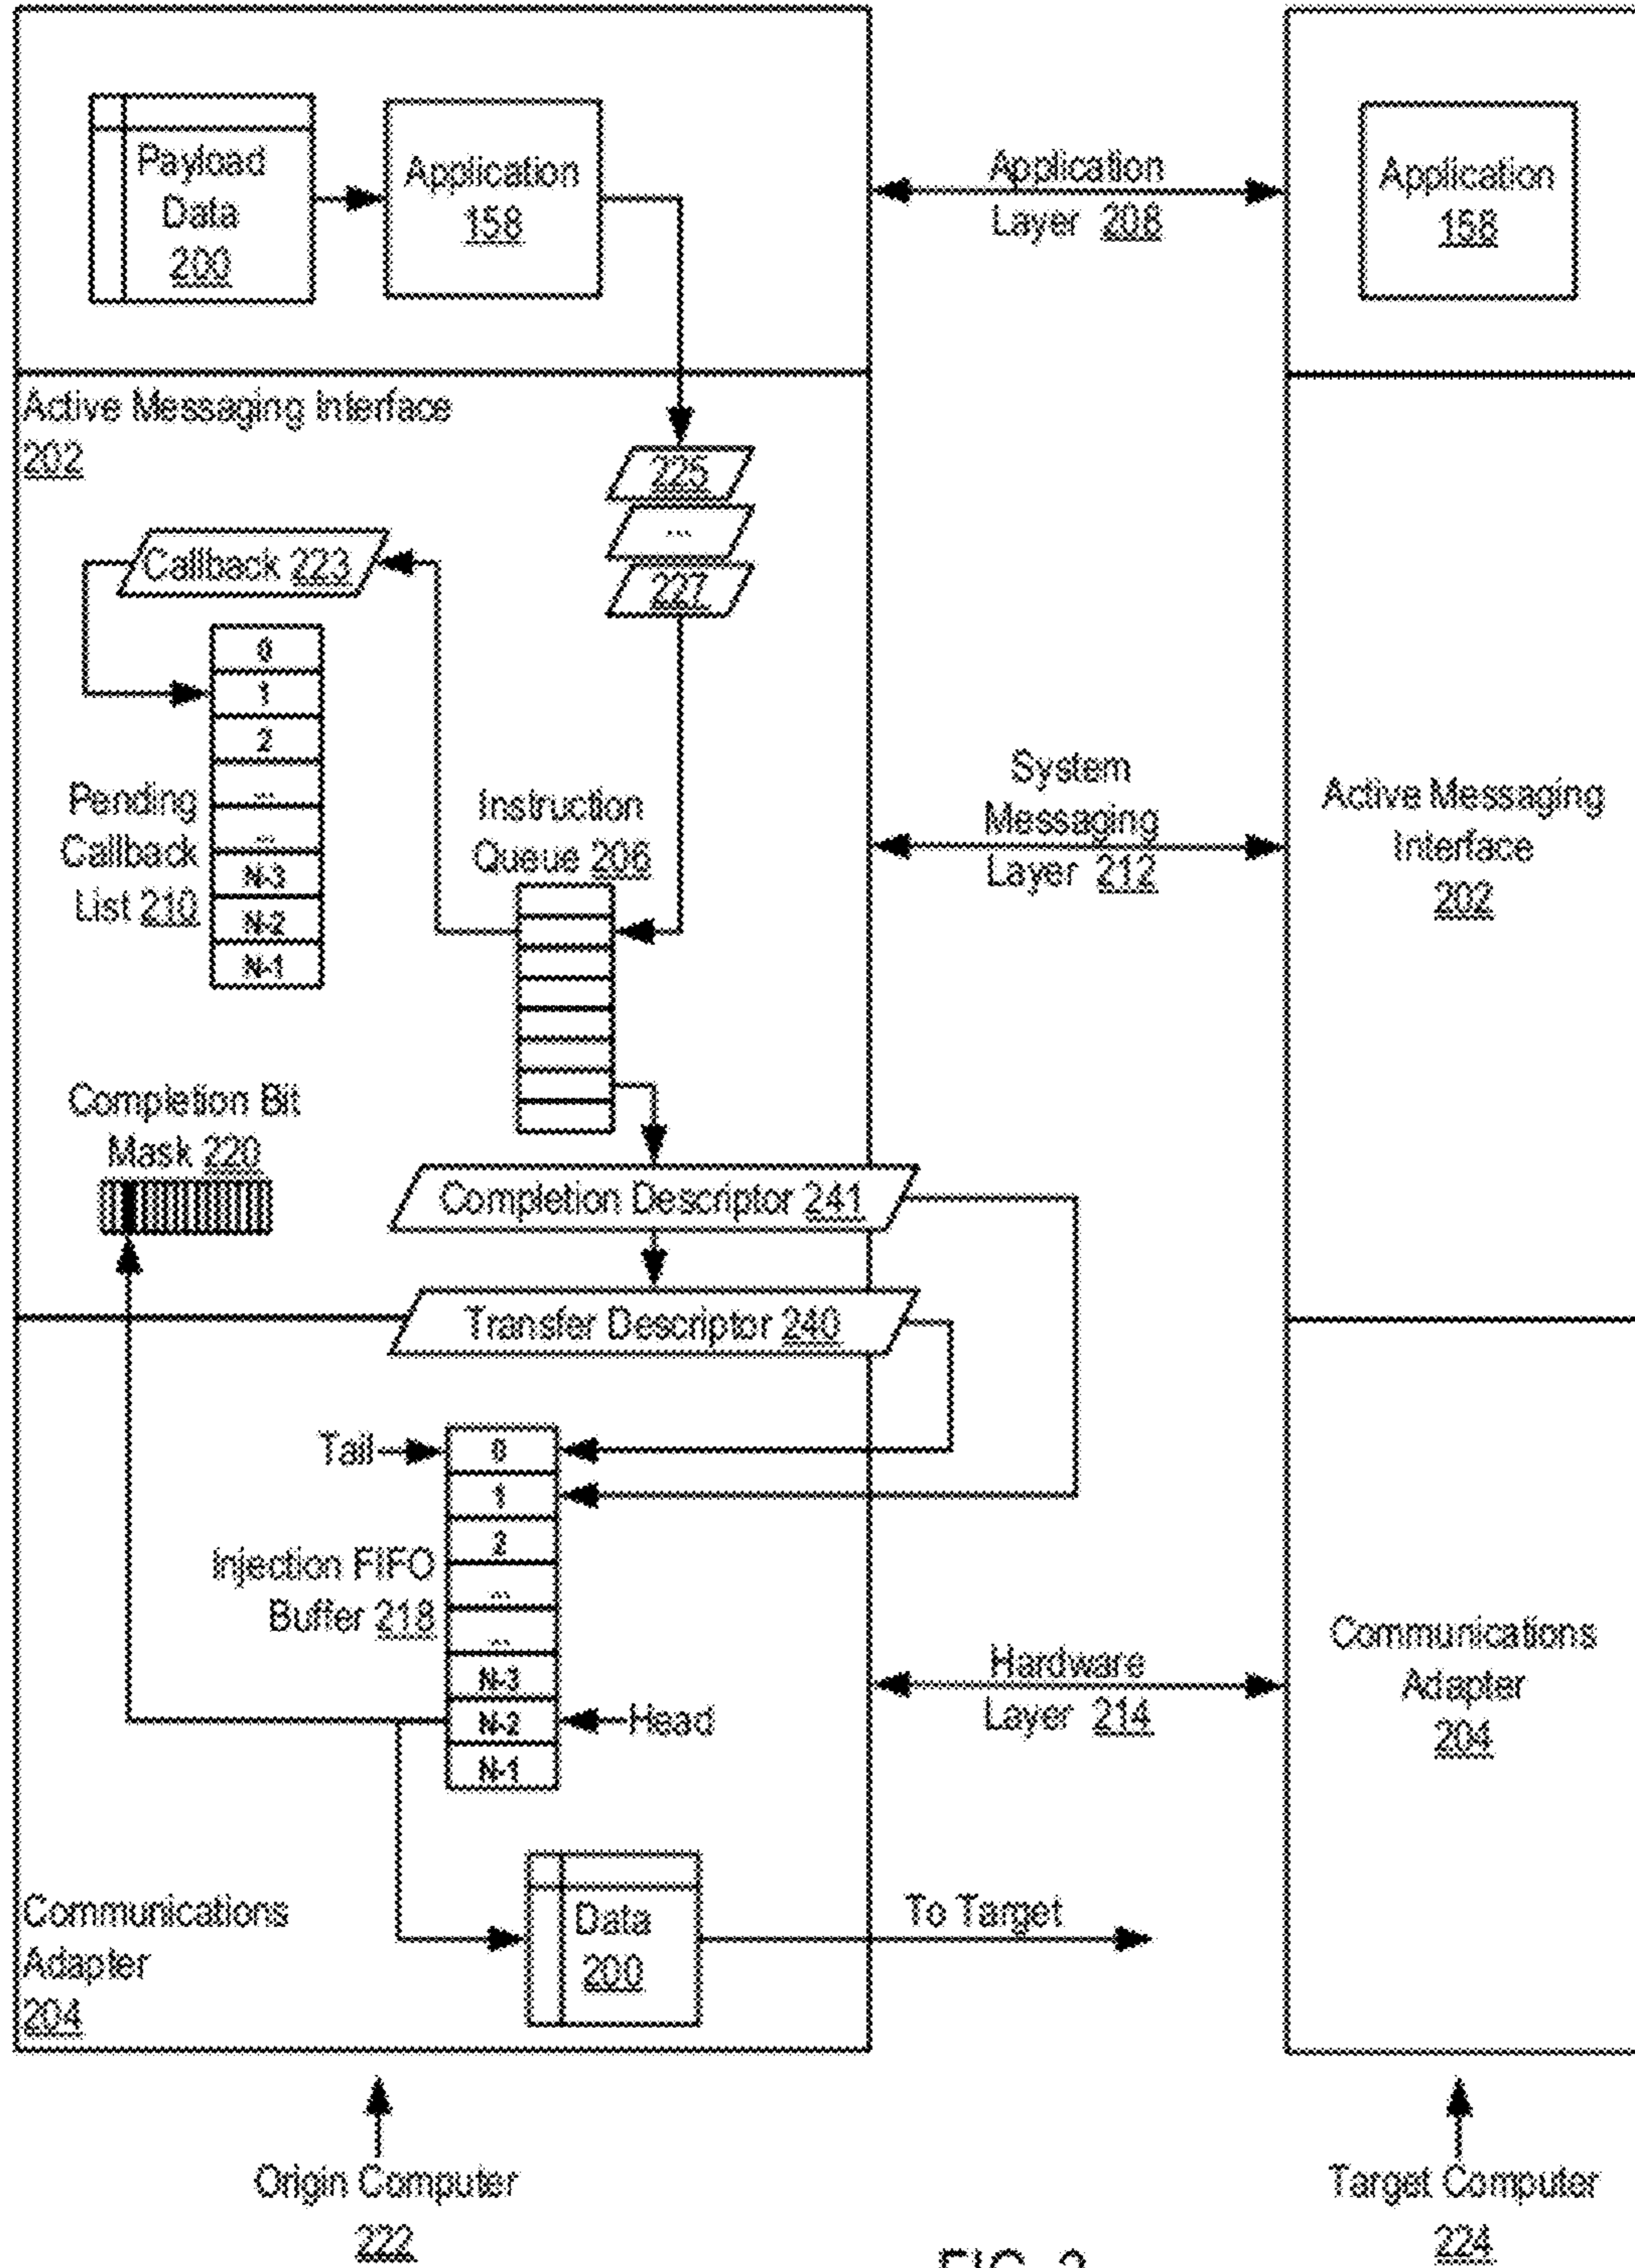 Payload
Data
200
Application
158
Application
Layer 208
Application
158
Active Messaging Interface
202
225
...
227
Callback 223
0
1
2
...
...
N-3
N-2
N-1
Pending
Callback
List 210
Instruction
Queue 206
System
Messaging
Layer 212
Active Messaging
Interface
202
Completion Bit
Mask 220
Completion Descriptor 241
Transfer Descriptor 240
Tail
0
1
2
...
...
N-3
N-2
N-1
Injection FIFO
Buffer 218
Head
Hardware
Layer 214
Communications
Adapter
204
Communications
Adapter
204
Data
200
To Target
Origin Computer
222
Target Computer
224